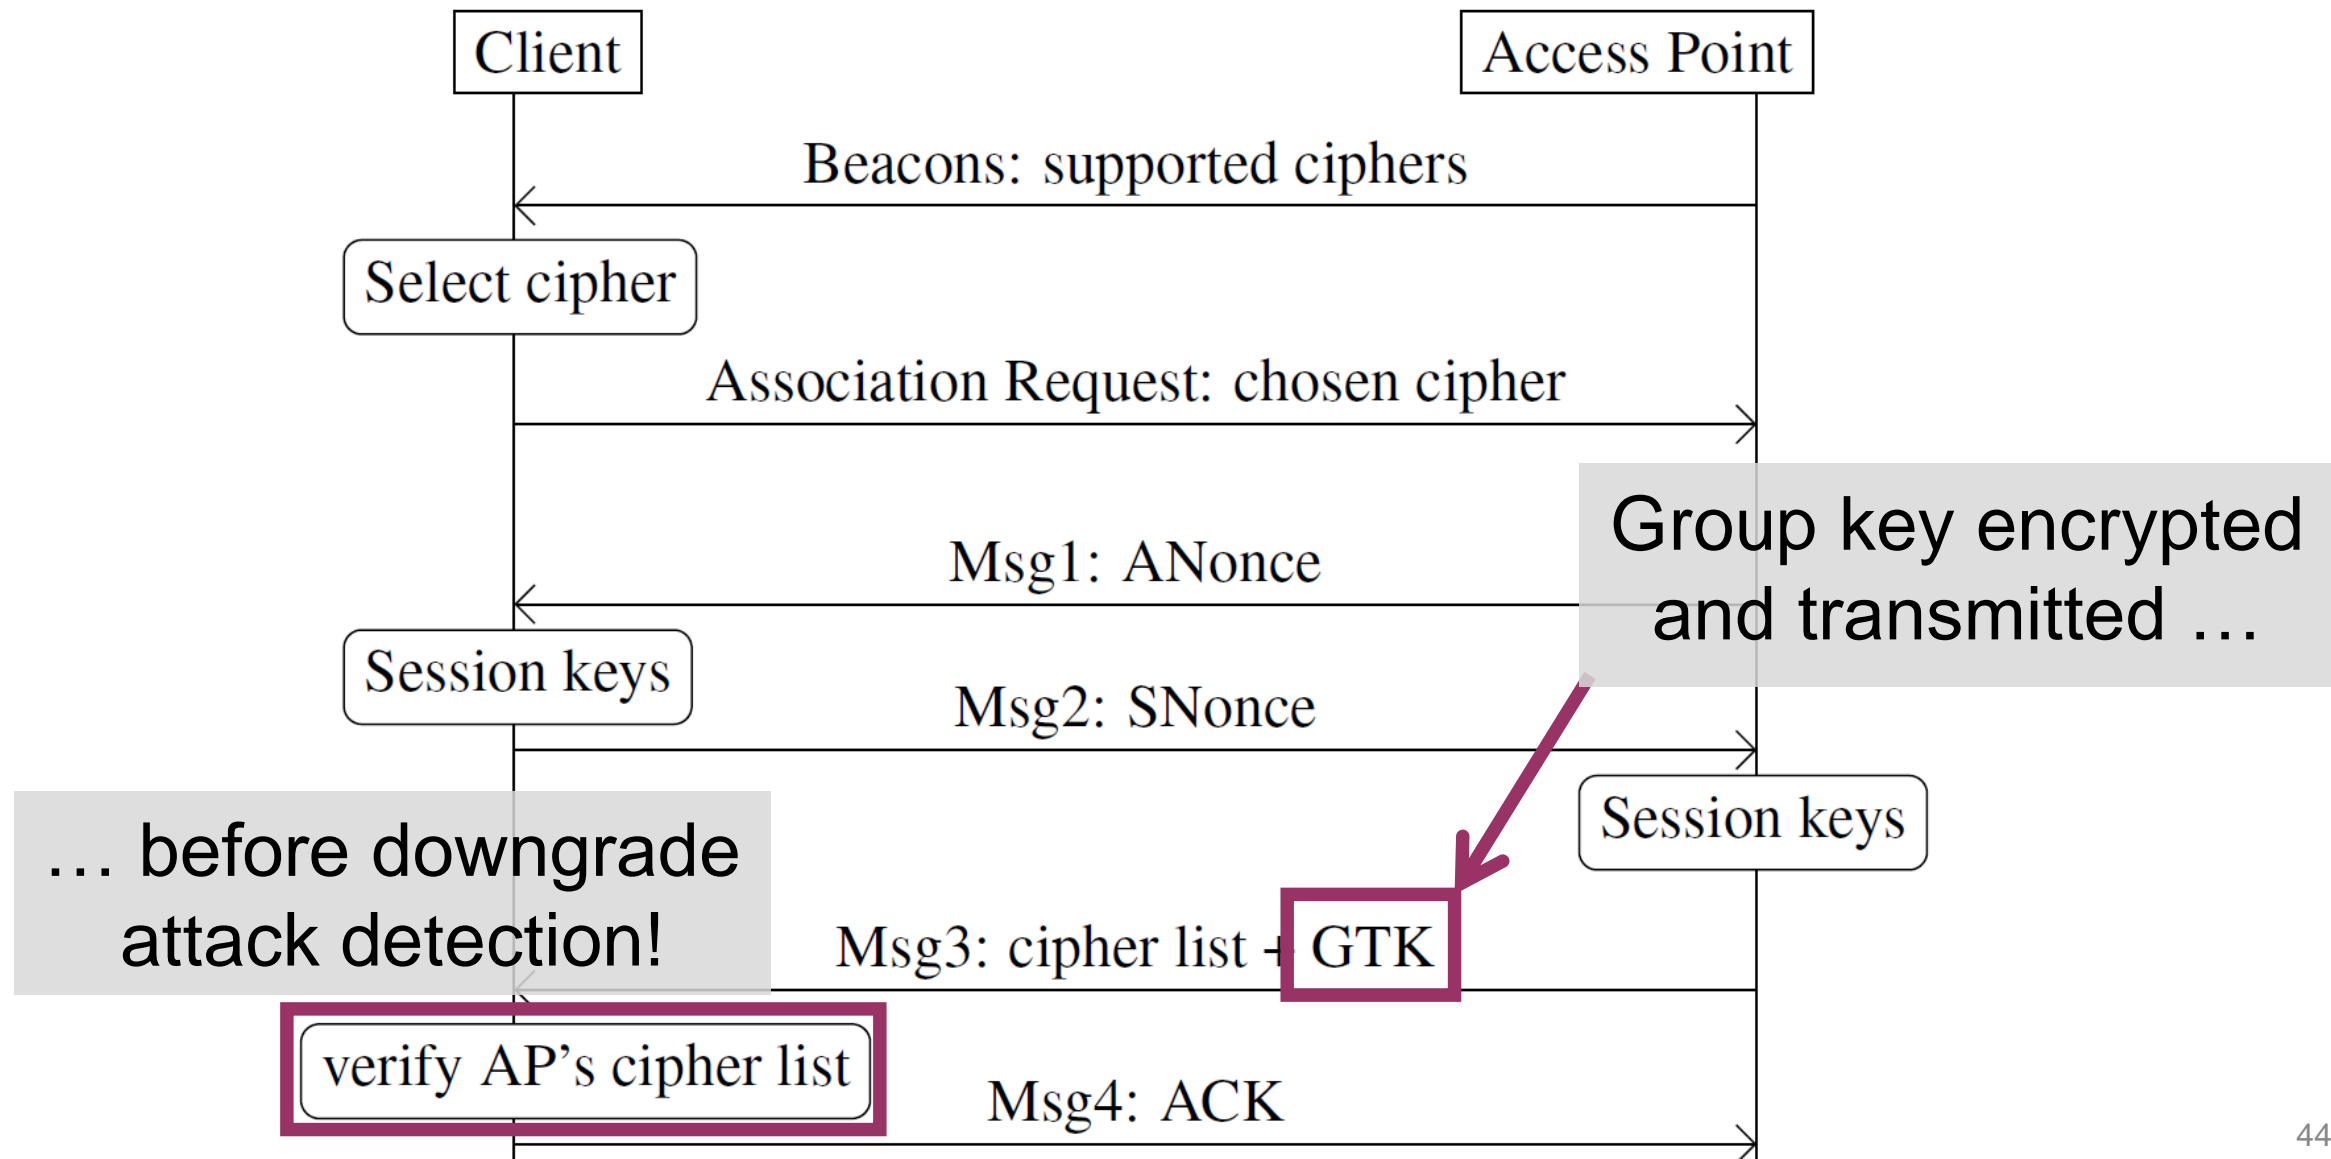 Client
Access Point
Beacons: supported ciphers
Select cipher
Association Request: chosen cipher
Group key encrypted
and transmitted …
Msg1: ANonce
Session keys
Msg2: SNonce
Session keys
… before downgrade
attack detection!
Msg3: cipher list + GTK
verify AP’s cipher list
Msg4: ACK
44